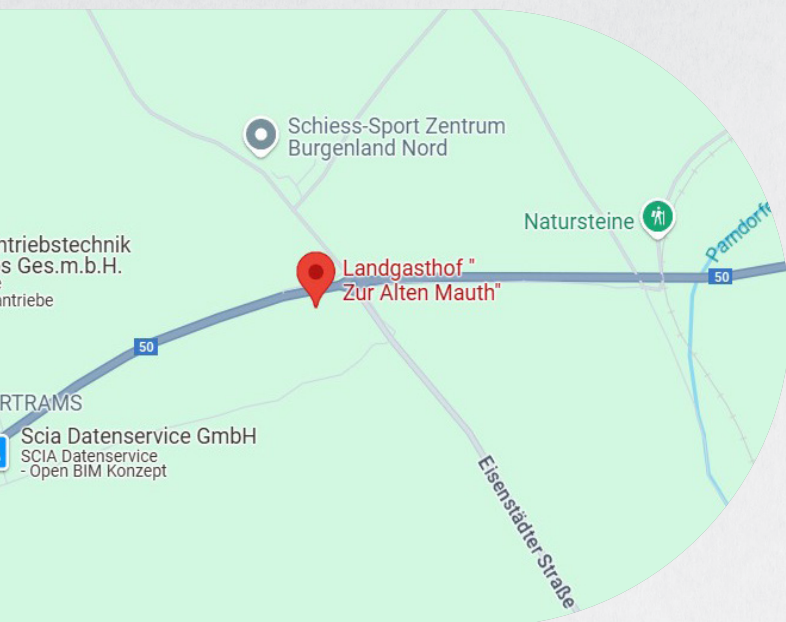 Schiess-Sport Zentrum
Burgenland Nord
Natursteine
ntriebstechnik
s Ges.m.b.H.
ntriebe
Landgasthof "
Zur Alten Mauth"
50
50
RTRAMS
Scia Datenservice GmbH
SCIA Datenservice
- Open BIM Konzept
Eisenstädter Straße